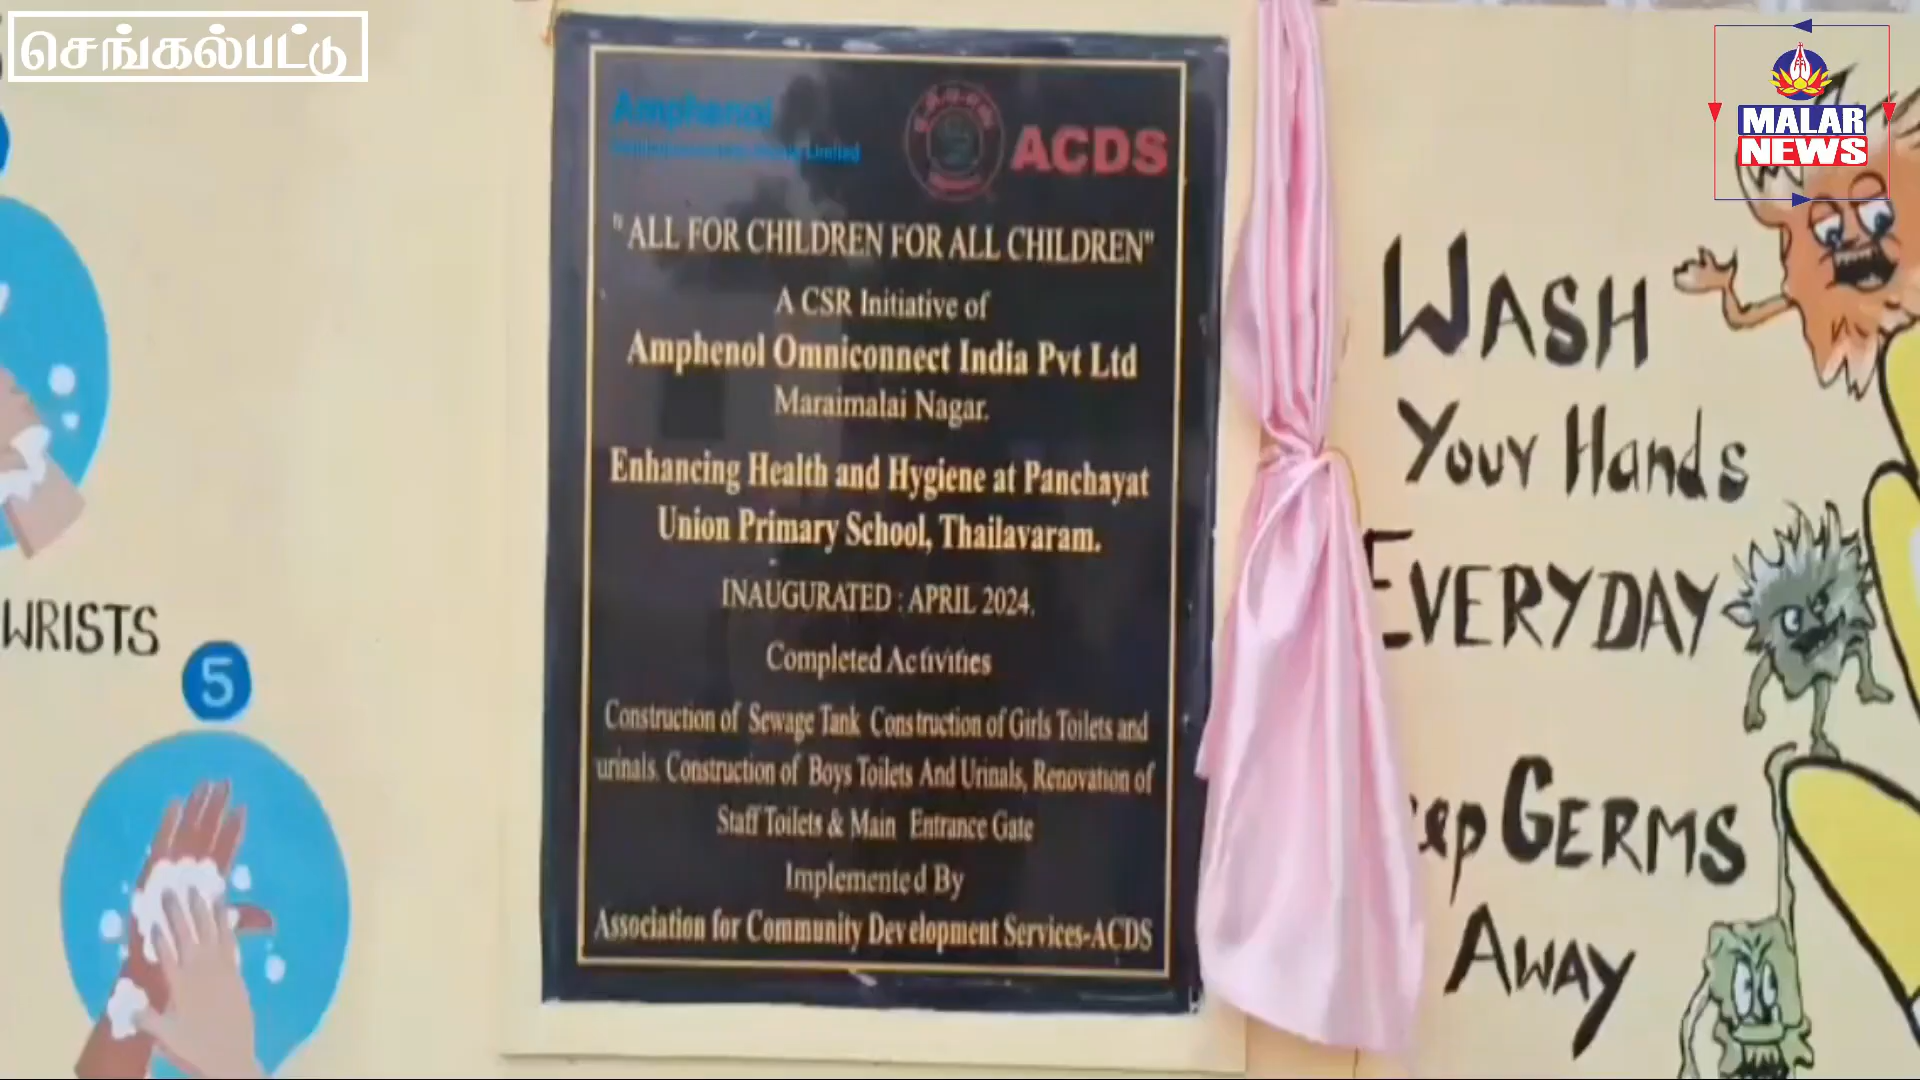 செங்கல்பட்டு
MALAR
NEWS
Amphenol
Limited
ACDS
"ALL FOR CHILDREN FOR ALL CHILDREN"
A CSR Initiative of
Amphenol Omniconnect India Pvt Ltd
Maraimalai Nagar.
Enhancing Health and Hygiene at Panchayat
Union Primary School, Thailavaram.
INAUGURATED : APRIL 2024.
Completed Activities
Construction of Sewage Tank Construction of Girls Toilets and
urinals. Construction of Boys Toilets And Urinals, Renovation of
Staff Toilets & Main Entrance Gate
Implemented By
Association for Community Development Services-ACDS
WRISTS
5
WASH
Your Hands
EVERYDAY
eep GERMS
AWAY